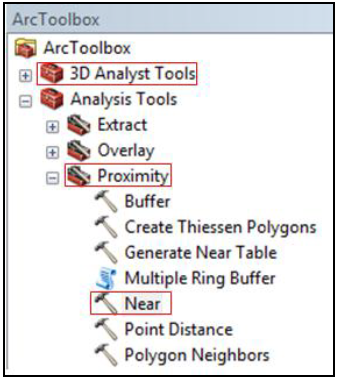 ArcToolbox
ArcToolbox
3D Analyst Tools
Analysis Tools
Extract
Overlay
Proximity
Buffer
Create Thiessen Polygons
Generate Near Table
Multiple Ring Buffer
Near
Point Distance
Polygon Neighbors